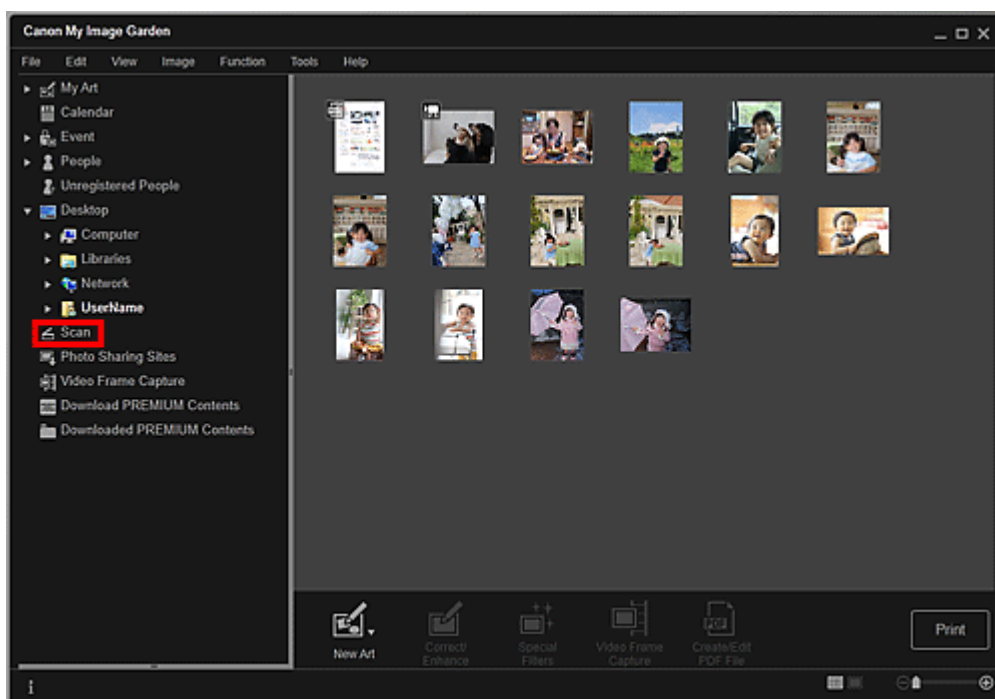 Canon My Image Garden
File Edit View Image Function Tools Help
My Art
Calendar
Event
People
Unregistered People
Desktop
Computer
Libraries
Network
UserName
Scan
Photo Sharing Sites
Video Frame Capture
Download PREMIUM Contents
Downloaded PREMIUM Contents
New Art
Correct/
Enhance
Special
Filters
Video Frame
Capture
PDF
Create/Edit
PDF File
Print